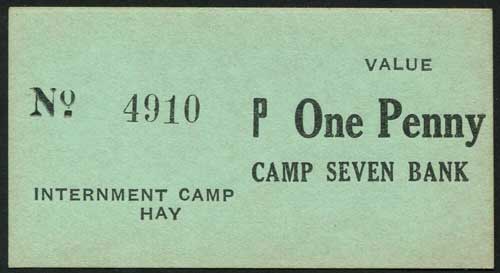 VALUE
Nº 4910
P One Penny
CAMP SEVEN BANK
INTERNMENT CAMP
HAY